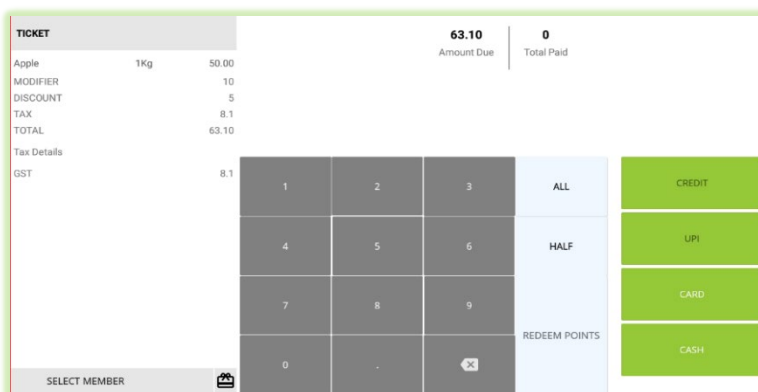 TICKET
Apple 1Kg 50.00
MODIFIER 10
DISCOUNT 5
TAX 8.1
TOTAL 63.10
Tax Details
GST 8.1
SELECT MEMBER
63.10 0
Amount Due Total Paid
1 2 3 ALL CREDIT
4 5 6 HALF UPI
7 8 9 CARD
REDEEM POINTS
0 . CASH